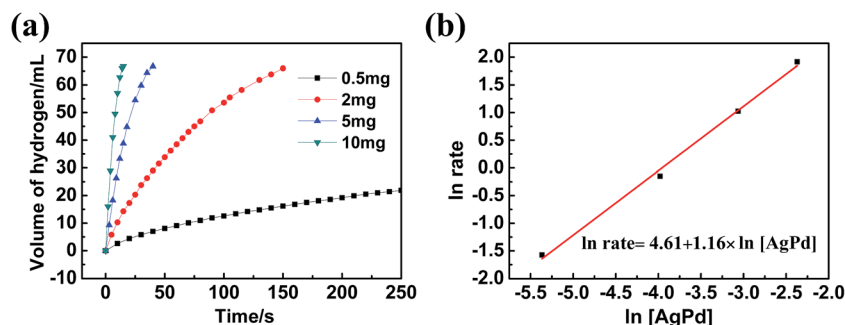 (a)
Volume of hydrogen/mL
70
60
50
40
30
20
10
0
-10
0.5mg
2mg
5mg
10mg
0 50 100 150 200 250
Time/s
(b)
ln rate
2.0
1.5
1.0
0.5
0.0
-0.5
-1.0
-1.5
-2.0
ln rate= 4.61+1.16× ln [AgPd]
-5.5 -5.0 -4.5 -4.0 -3.5 -3.0 -2.5 -2.0
ln [AgPd]